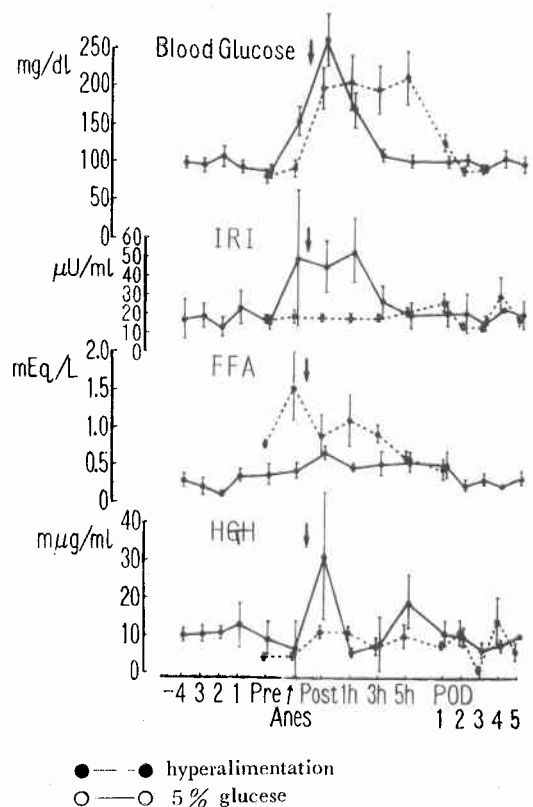 Blood Glucose
mg/dl
250
200
150
100
50
0
IRI
μU/ml
60
50
40
30
20
10
0
FFA
mEq/L
2.0
1.5
1.0
0.5
0
HGH
mμg/ml
40
30
20
10
0
-4 3 2 1 Pre ↑ Post 1h 3h 5h POD
Anes 1 2 3 4 5
●---● hyperalimentation
○—○ 5% glucese